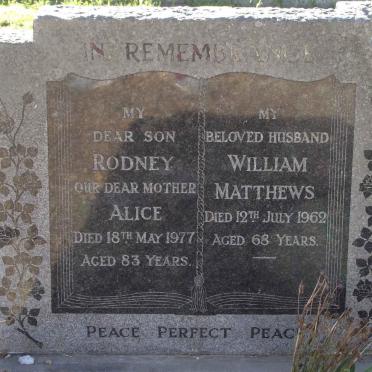 IN REMEMBRANCE
MY
DEAR SON
RODNEY
OUR DEAR MOTHER
ALICE
DIED 18TH MAY 1977
AGED 83 YEARS.
MY
BELOVED HUSBAND
WILLIAM
MATTHEWS
DIED 12TH JULY 1962
AGED 68 YEARS.
PEACE PERFECT PEACE